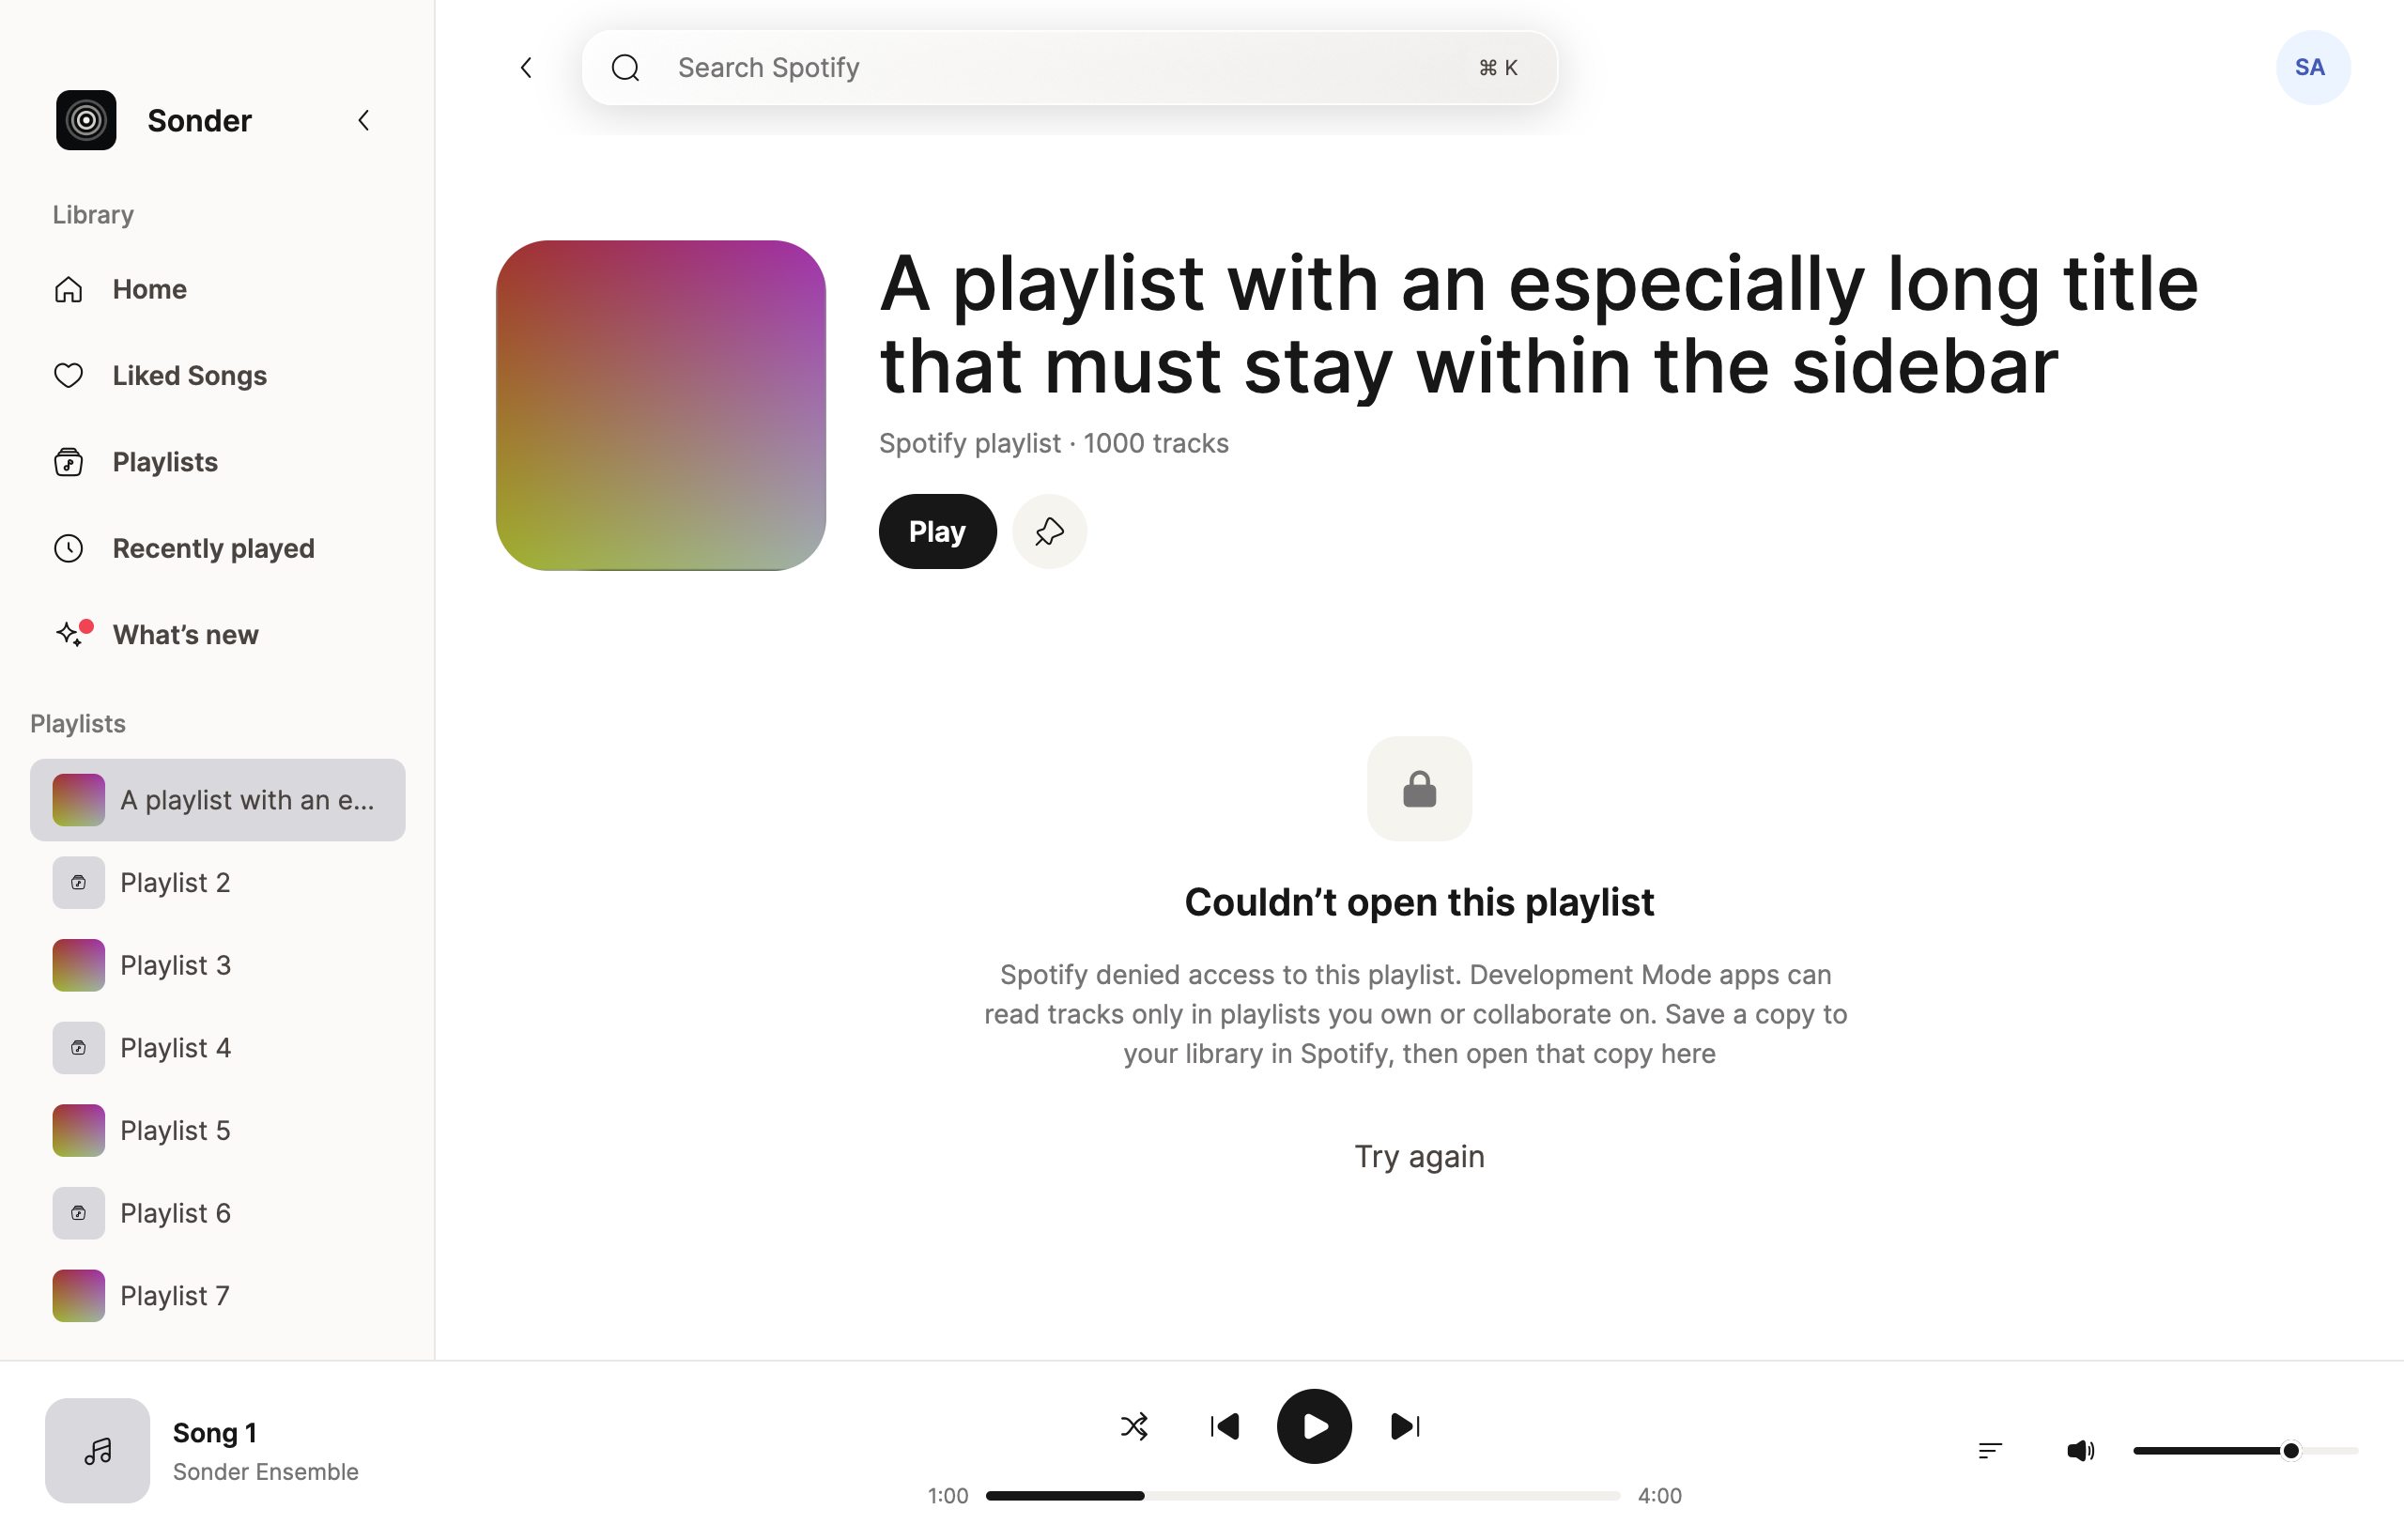 Sonder
Library
Home
Liked Songs
Playlists
Recently played
What’s new
Playlists
A playlist with an e...
Playlist 2
Playlist 3
Playlist 4
Playlist 5
Playlist 6
Playlist 7
Search Spotify
⌘ K
SA
A playlist with an especially long title
that must stay within the sidebar
Spotify playlist · 1000 tracks
Play
Couldn’t open this playlist
Spotify denied access to this playlist. Development Mode apps can
read tracks only in playlists you own or collaborate on. Save a copy to
your library in Spotify, then open that copy here
Try again
Song 1
Sonder Ensemble
1:00
4:00